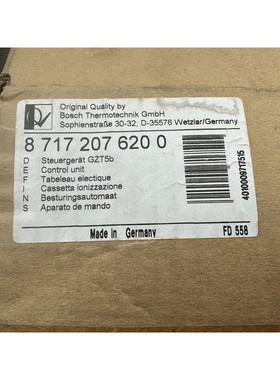 Original Quality by
Bosch Thermotechnik GmbH
Sophienstraße 30-32, D-35576 Wetzlar/Germany
8 717 207 620 0
D Steuergerät GZT5b
E Control unit
F Tableau electique
I Cassetta ionizzazione
N Besturingsautomaat
S Aparato de mando
4010009717515
Made in Germany
FD 558